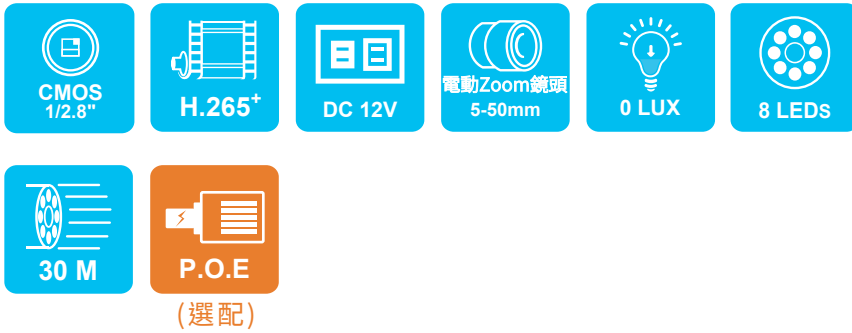 CMOS
1/2.8"
H.265+
DC 12V
電動Zoom鏡頭
5-50mm
0 LUX
8 LEDs
30 M
P.O.E
(選配)